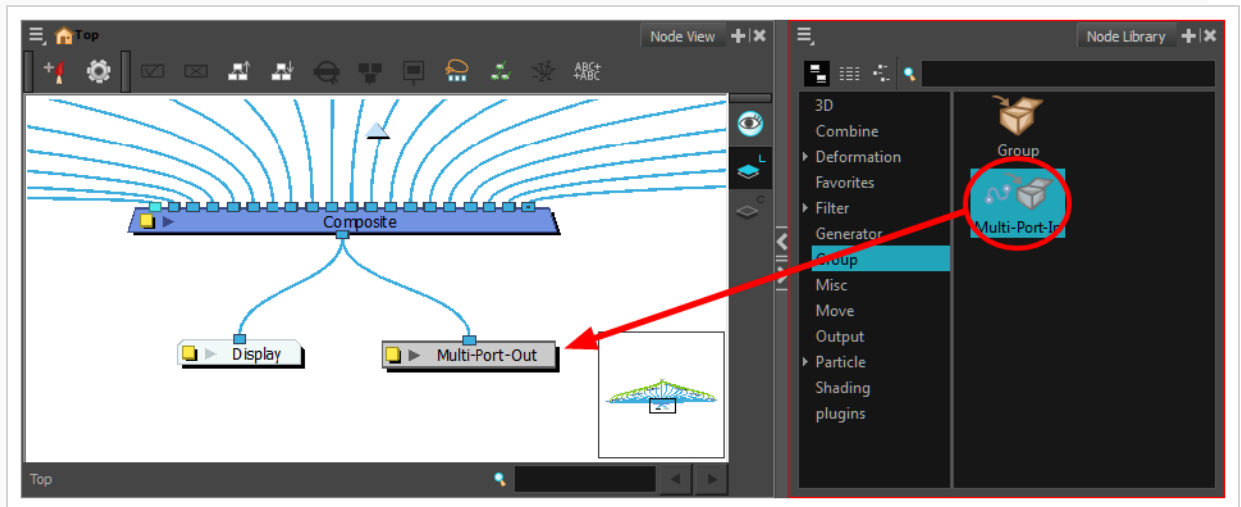 Top
Node View
ABC+
+ABC
L
C
Composite
Display
Multi-Port-Out
Top
Node Library
3D
Combine
Deformation
Favorites
Filter
Generator
Group
Misc
Move
Output
Particle
Shading
plugins
Group
Multi-Port-In